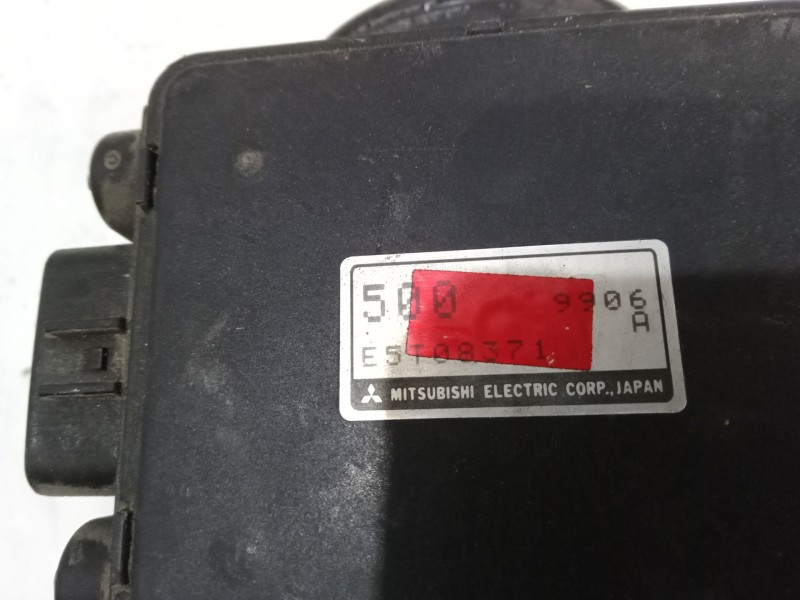 500 9906
A
E5T08371
MITSUBISHI ELECTRIC CORP., JAPAN